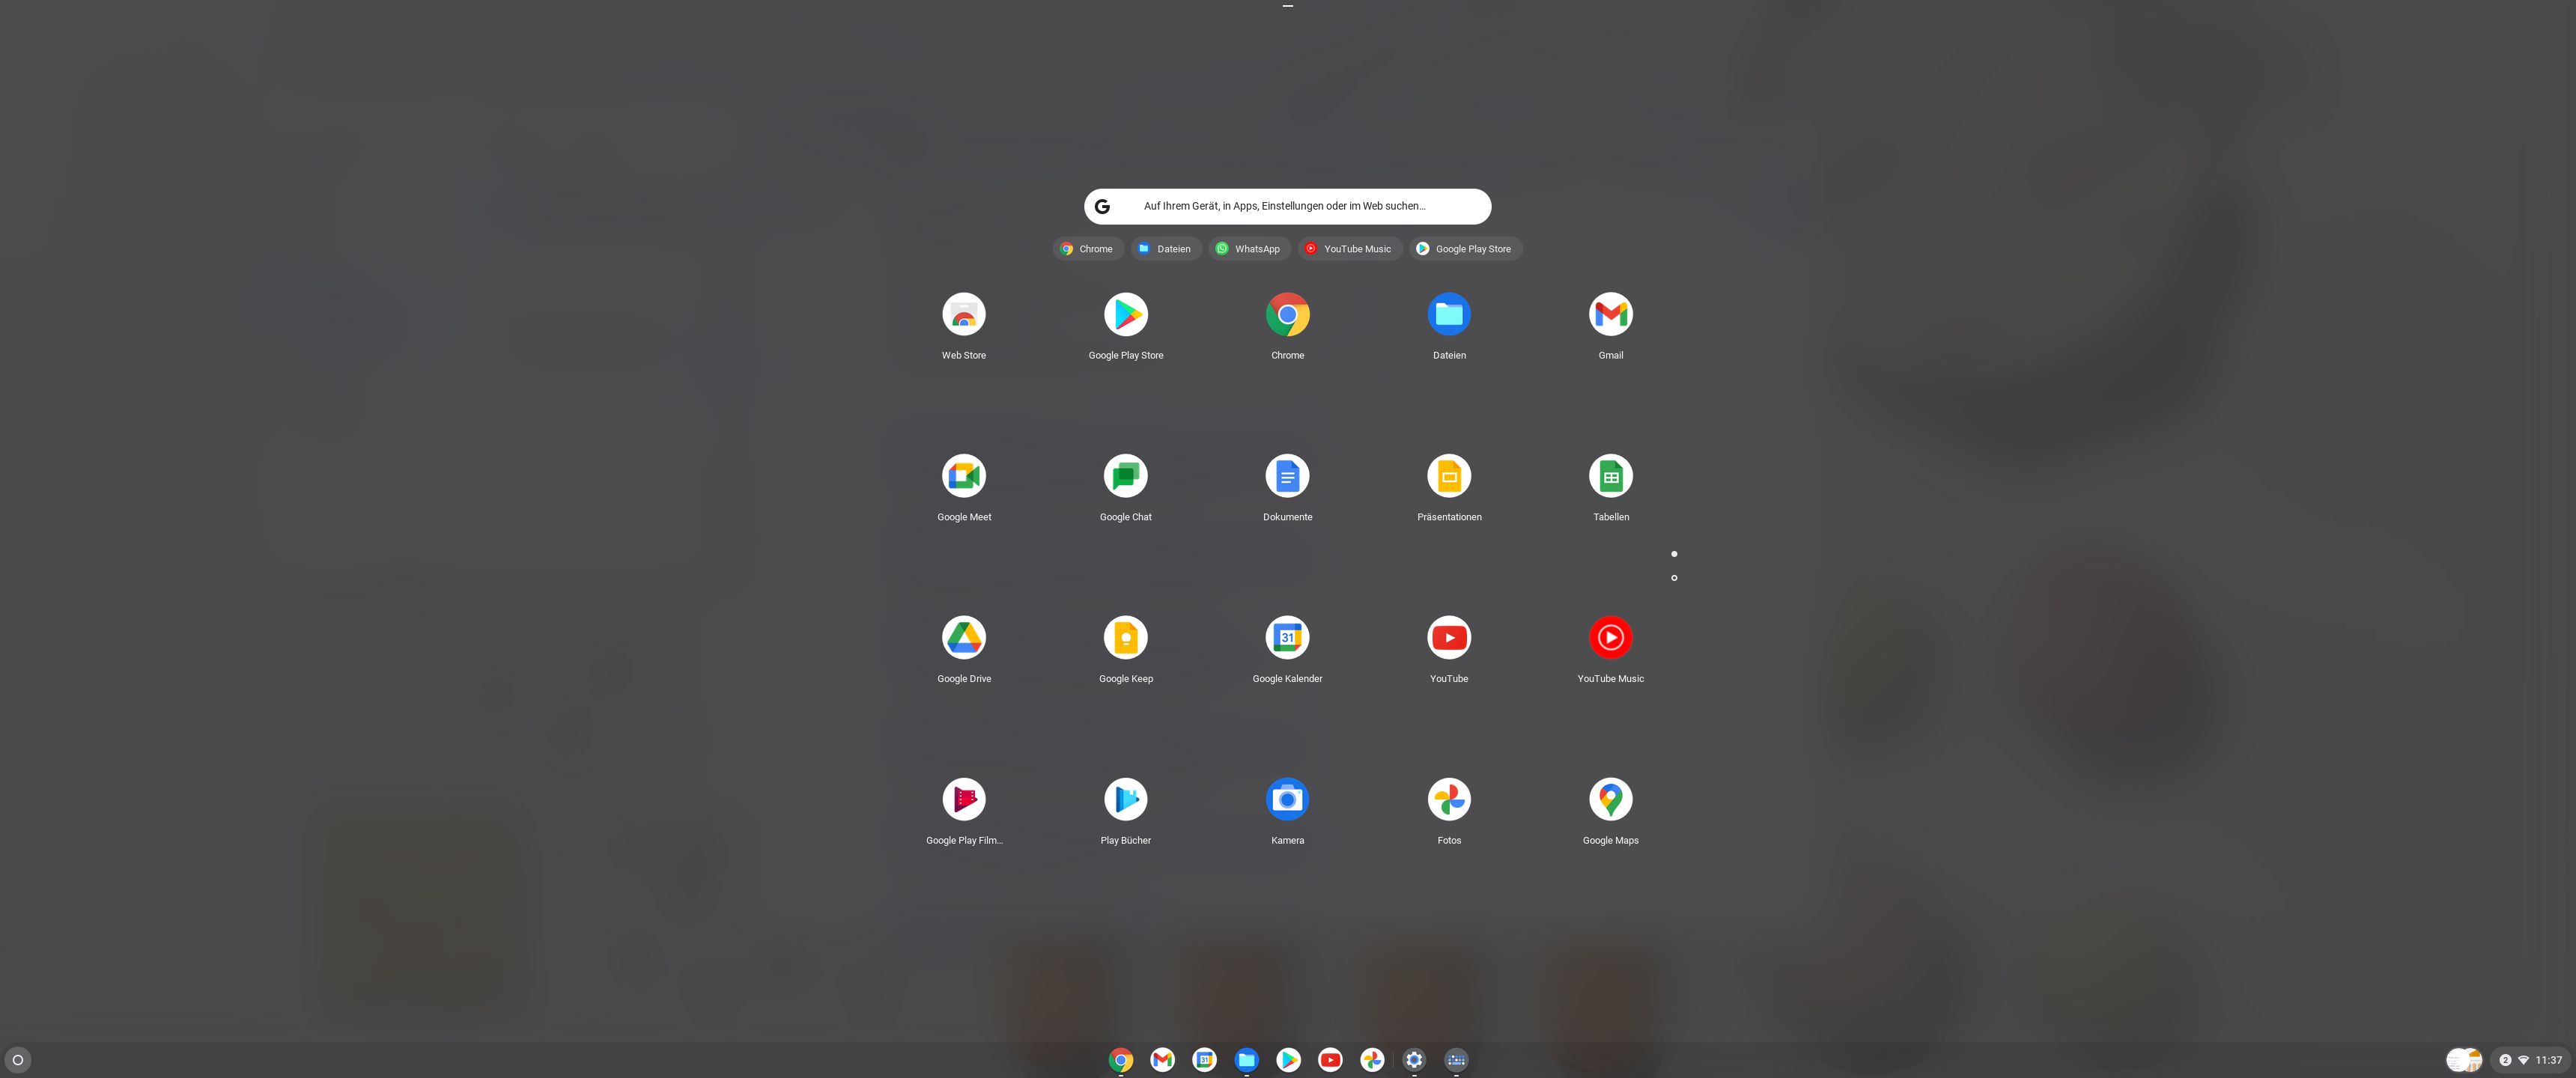 Auf Ihrem Gerät, in Apps, Einstellungen oder im Web suchen...
Chrome Dateien WhatsApp YouTube Music Google Play Store
Web Store Google Play Store Chrome Dateien Gmail
Google Meet Google Chat Dokumente Präsentationen Tabellen
31
Google Drive Google Keep Google Kalender YouTube YouTube Music
Google Play Film... Play Bücher Kamera Fotos Google Maps
31 2 11:37